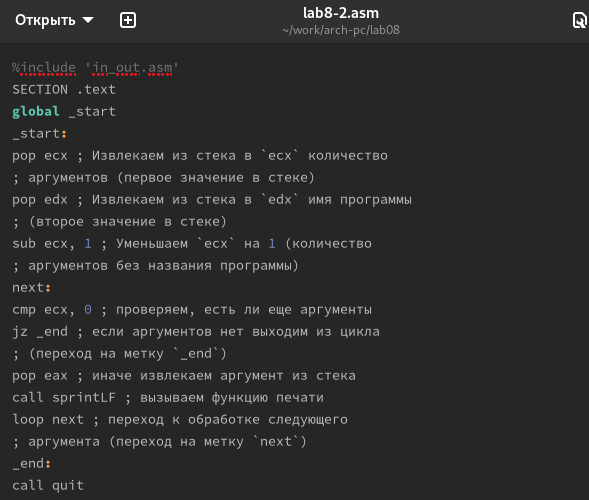 Открыть
lab8-2.asm
~/work/arch-pc/lab08
%include 'in_out.asm'
SECTION .text
global _start
_start:
pop ecx ; Извлекаем из стека в `ecx` количество
; аргументов (первое значение в стеке)
pop edx ; Извлекаем из стека в `edx` имя программы
; (второе значение в стеке)
sub ecx, 1 ; Уменьшаем `ecx` на 1 (количество
; аргументов без названия программы)
next:
cmp ecx, 0 ; проверяем, есть ли еще аргументы
jz _end ; если аргументов нет выходим из цикла
; (переход на метку `_end`)
pop eax ; иначе извлекаем аргумент из стека
call sprintLF ; вызываем функцию печати
loop next ; переход к обработке следующего
; аргумента (переход на метку `next`)
_end:
call quit